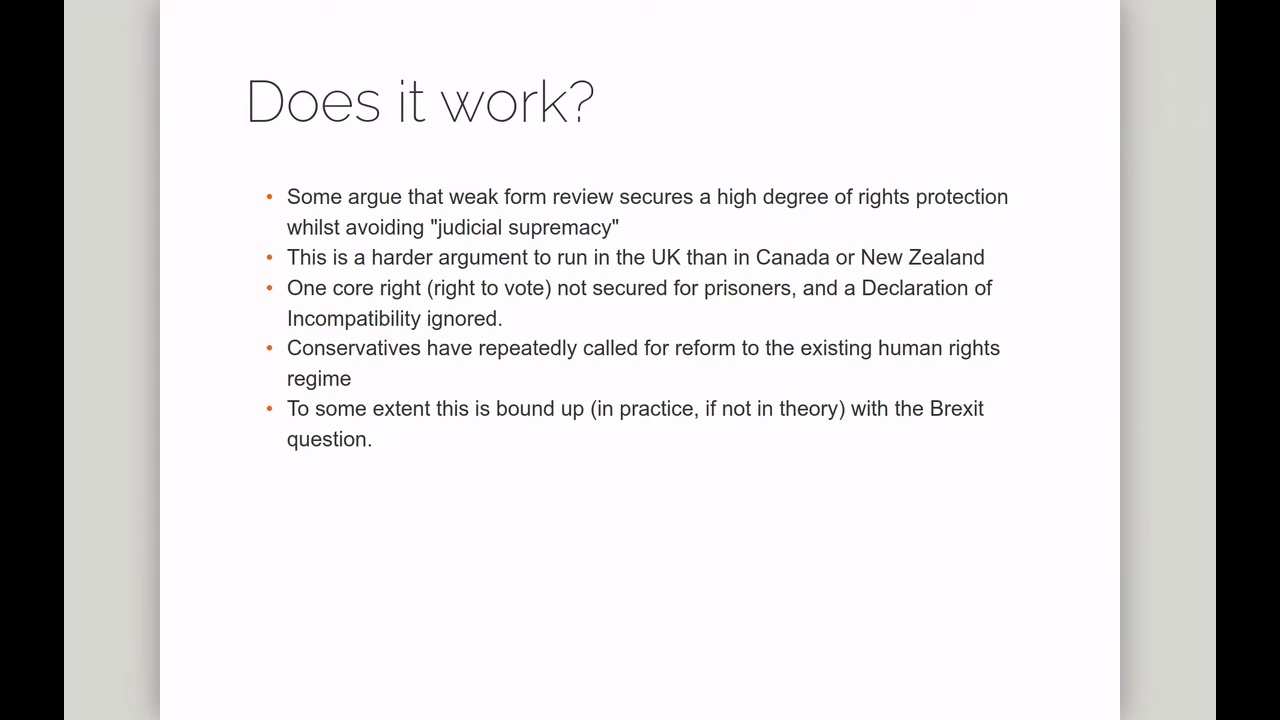 Does it work?
• Some argue that weak form review secures a high degree of rights protection
whilst avoiding "judicial supremacy"
• This is a harder argument to run in the UK than in Canada or New Zealand
• One core right (right to vote) not secured for prisoners, and a Declaration of
Incompatibility ignored.
• Conservatives have repeatedly called for reform to the existing human rights
regime
• To some extent this is bound up (in practice, if not in theory) with the Brexit
question.